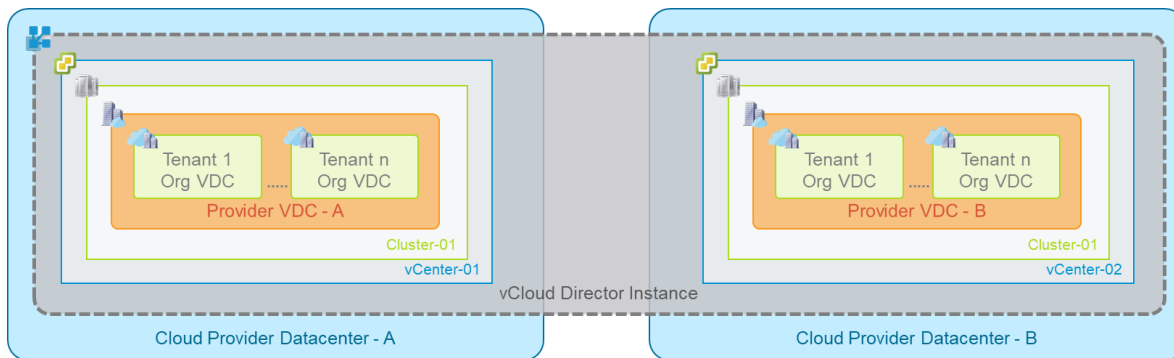 Tenant 1
Org VDC
.....
Tenant n
Org VDC
Provider VDC - A
Cluster-01
vCenter-01
Tenant 1
Org VDC
.....
Tenant n
Org VDC
Provider VDC - B
Cluster-01
vCenter-02
vCloud Director Instance
Cloud Provider Datacenter - A
Cloud Provider Datacenter - B